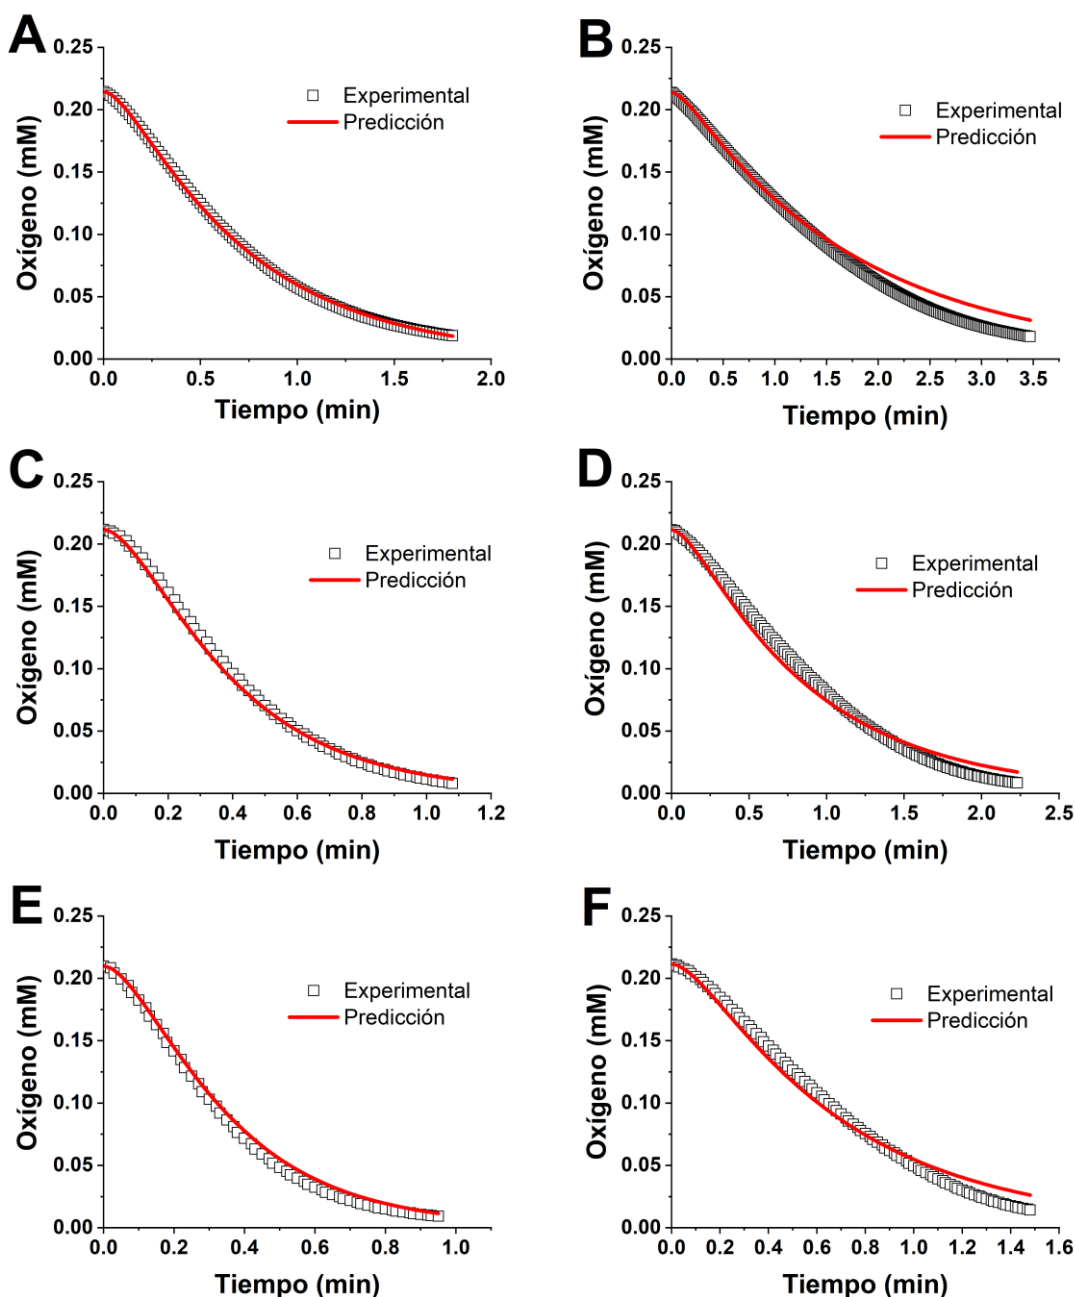 A
0.25
0.20
0.15
0.10
0.05
0.00
Oxígeno (mM)
Experimental
Predicción
0.0 0.5 1.0 1.5 2.0
Tiempo (min)
B
0.25
0.20
0.15
0.10
0.05
0.00
Oxígeno (mM)
Experimental
Predicción
0.0 0.5 1.0 1.5 2.0 2.5 3.0 3.5
Tiempo (min)
C
0.25
0.20
0.15
0.10
0.05
0.00
Oxígeno (mM)
Experimental
Predicción
0.0 0.2 0.4 0.6 0.8 1.0 1.2
Tiempo (min)
D
0.25
0.20
0.15
0.10
0.05
0.00
Oxígeno (mM)
Experimental
Predicción
0.0 0.5 1.0 1.5 2.0 2.5
Tiempo (min)
E
0.25
0.20
0.15
0.10
0.05
0.00
Oxígeno (mM)
Experimental
Predicción
0.0 0.2 0.4 0.6 0.8 1.0
Tiempo (min)
F
0.25
0.20
0.15
0.10
0.05
0.00
Oxígeno (mM)
Experimental
Predicción
0.0 0.2 0.4 0.6 0.8 1.0 1.2 1.4 1.6
Tiempo (min)